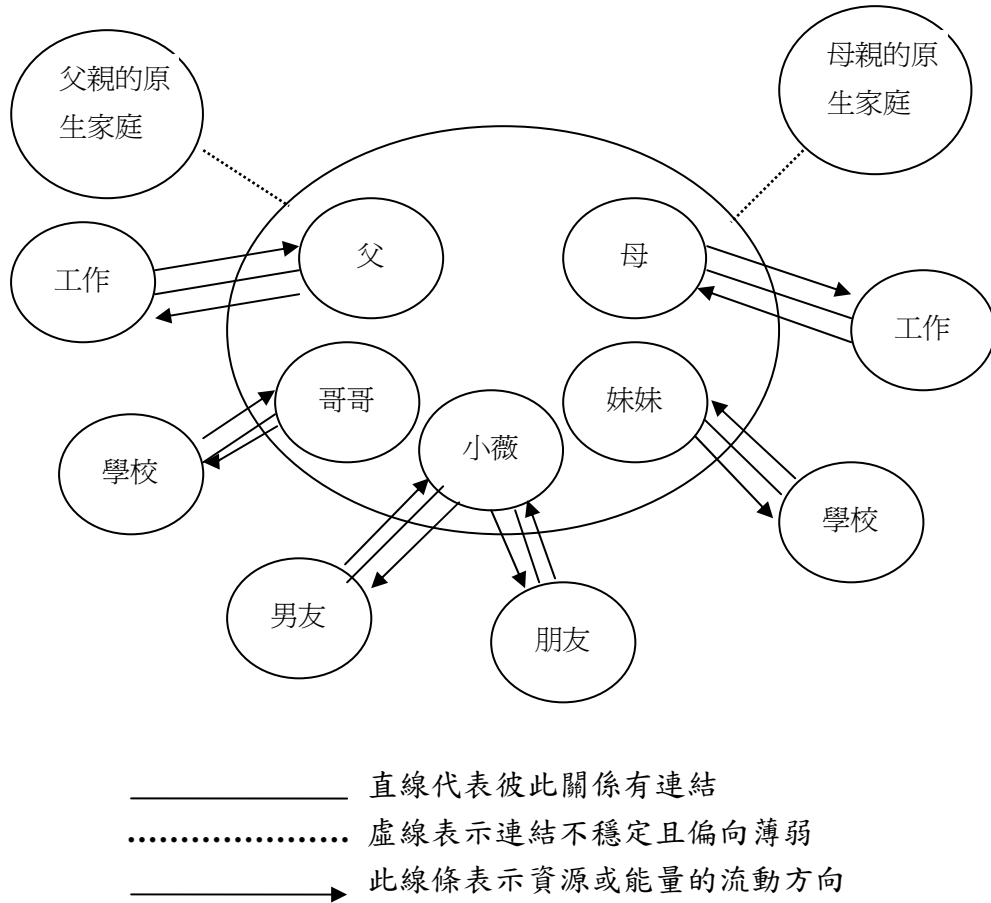 父親的原
生家庭
母親的原
生家庭
工作
父
母
工作
哥哥
妹妹
小薇
學校
學校
男友
朋友
直線代表彼此關係有連結
虛線表示連結不穩定且偏向薄弱
此線條表示資源或能量的流動方向